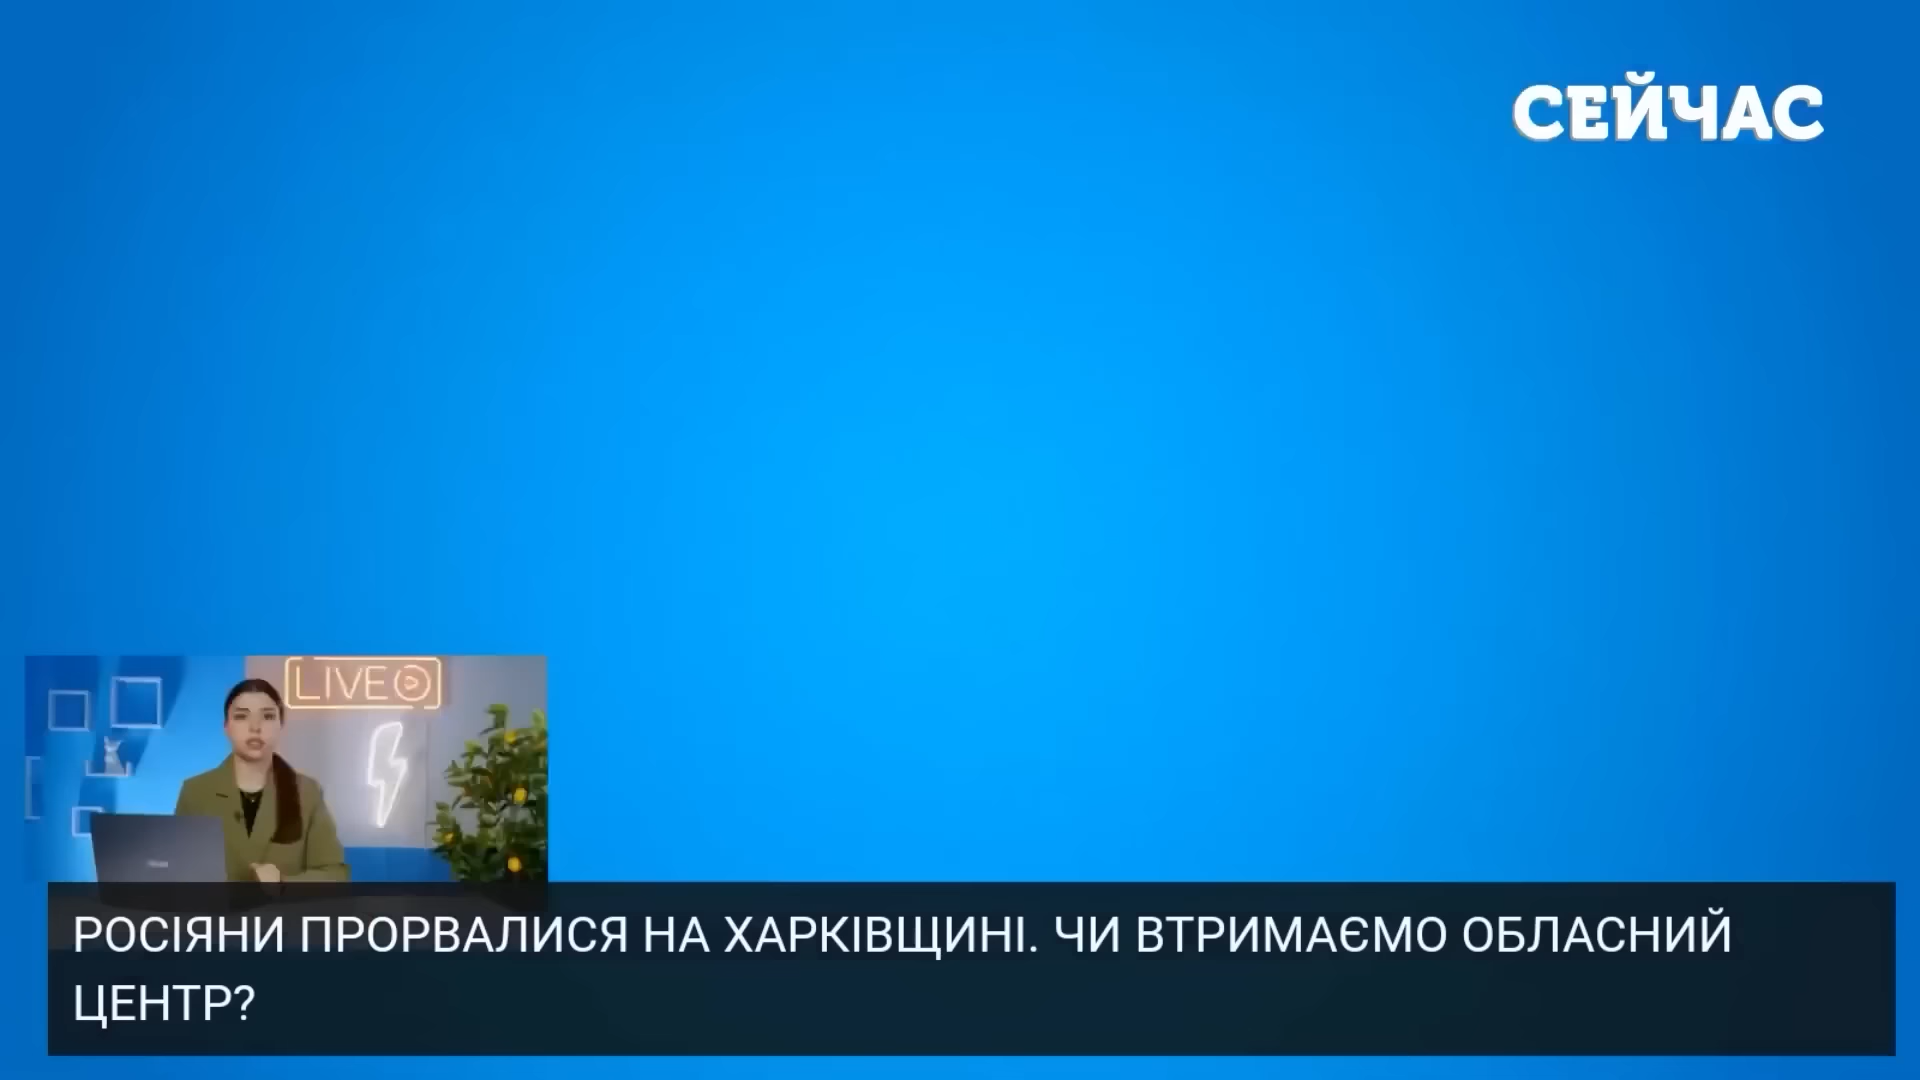 СЕЙЧАС
LIVE
РОСІЯНИ ПРОРВАЛИСЯ НА ХАРКІВЩИНІ. ЧИ ВТРИМАЄМО ОБЛАСНИЙ
ЦЕНТР?